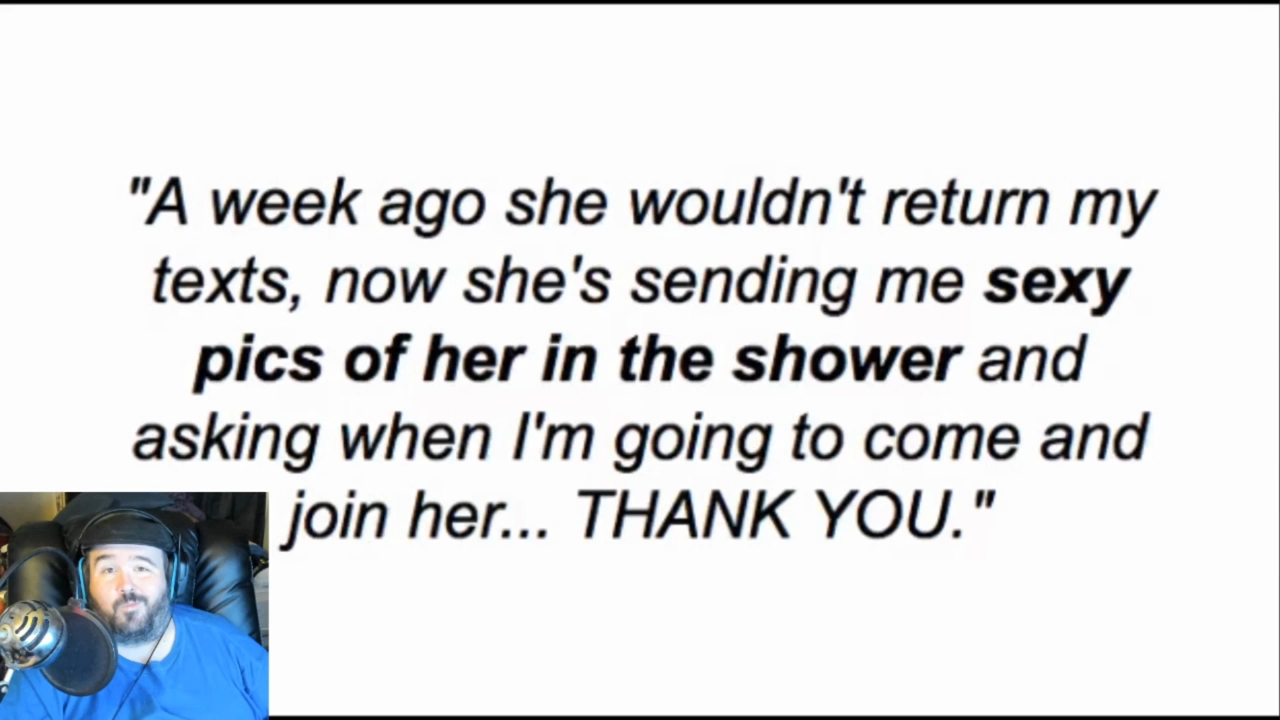 "A week ago she wouldn't return my
texts, now she's sending me sexy
pics of her in the shower and
asking when I'm going to come and
join her... THANK YOU."